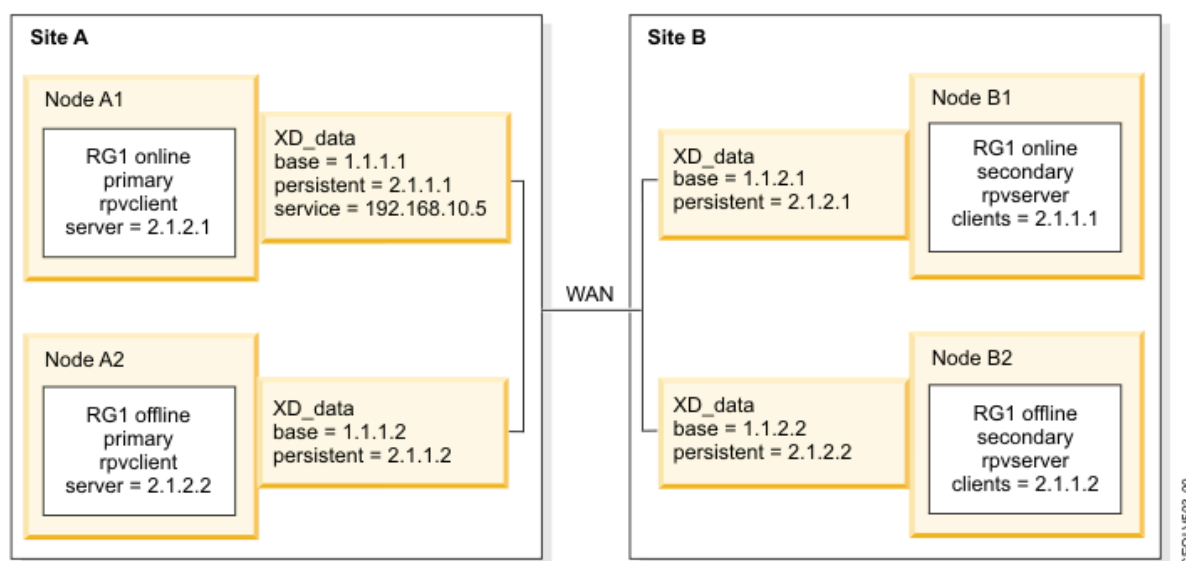 Site A
Node A1
RG1 online
primary
rpvclient
server = 2.1.2.1
XD_data
base = 1.1.1.1
persistent = 2.1.1.1
service = 192.168.10.5
Node A2
RG1 offline
primary
rpvclient
server = 2.1.2.2
XD_data
base = 1.1.1.2
persistent = 2.1.1.2
WAN
Site B
XD_data
base = 1.1.2.1
persistent = 2.1.2.1
Node B1
RG1 online
secondary
rpvserver
clients = 2.1.1.1
XD_data
base = 1.1.2.2
persistent = 2.1.2.2
Node B2
RG1 offline
secondary
rpvserver
clients = 2.1.1.2